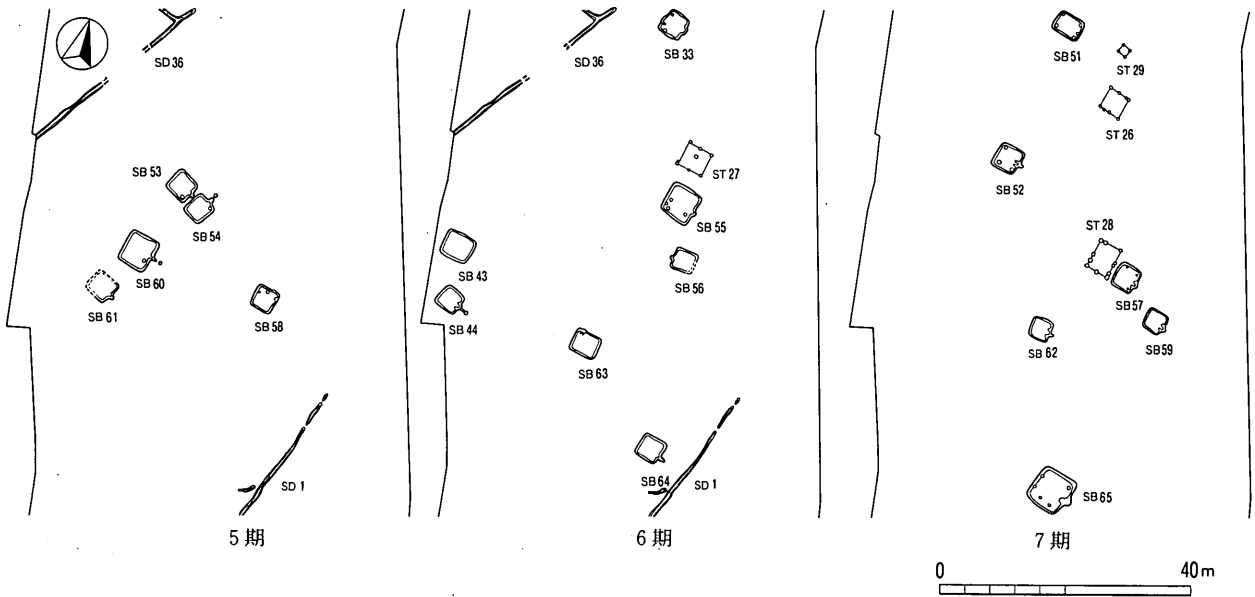 SD 36
SB 53
SB 54
SB 60
SB 61
SB 58
SD 1
5 期
SD 36
SB 33
ST 27
SB 55
SB 43
SB 56
SB 44
SB 63
SB 64
SD 1
6 期
SB 51
ST 29
ST 26
SB 52
ST 28
SB 57
SB 62
SB 59
SB 65
7 期
0 40m